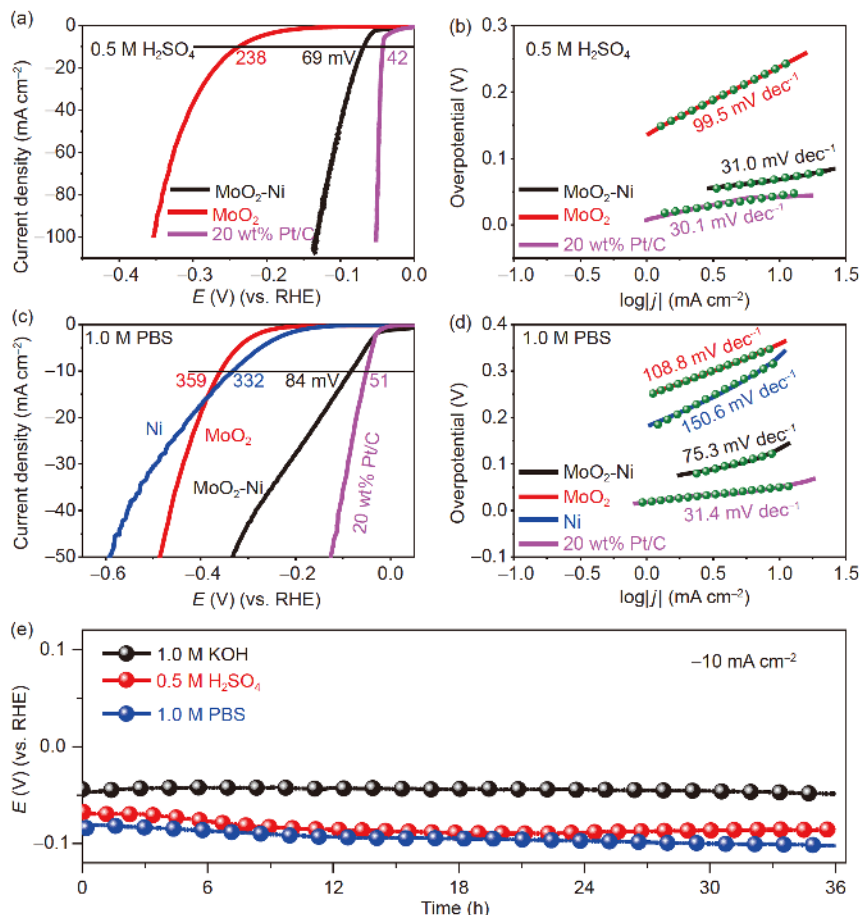 (a)
0
0.5 M H₂SO₄
238
69 mV
42
−20
−40
−60
−80
−100
Current density (mA cm⁻²)
MoO₂-Ni
MoO₂
20 wt% Pt/C
−0.4
−0.3
−0.2
−0.1
0.0
E (V) (vs. RHE)
(b)
0.3
0.2
0.1
0.0
−0.1
Overpotential (V)
0.5 M H₂SO₄
99.5 mV dec⁻¹
31.0 mV dec⁻¹
30.1 mV dec⁻¹
MoO₂-Ni
MoO₂
20 wt% Pt/C
−1.0
−0.5
0.0
0.5
1.0
1.5
log|j| (mA cm⁻²)
(c)
0
−10
−20
−30
−40
−50
Current density (mA cm⁻²)
1.0 M PBS
359
332
84 mV
51
Ni
MoO₂
MoO₂-Ni
20 wt% Pt/C
−0.6
−0.4
−0.2
0.0
E (V) (vs. RHE)
(d)
0.4
0.3
0.2
0.1
0.0
−0.1
Overpotential (V)
1.0 M PBS
108.8 mV dec⁻¹
150.6 mV dec⁻¹
75.3 mV dec⁻¹
31.4 mV dec⁻¹
MoO₂-Ni
MoO₂
Ni
20 wt% Pt/C
−1.0
−0.5
0.0
0.5
1.0
1.5
log|j| (mA cm⁻²)
(e)
0.1
0.0
−0.1
E (V) (vs. RHE)
1.0 M KOH
0.5 M H₂SO₄
1.0 M PBS
−10 mA cm⁻²
0
6
12
18
24
30
36
Time (h)